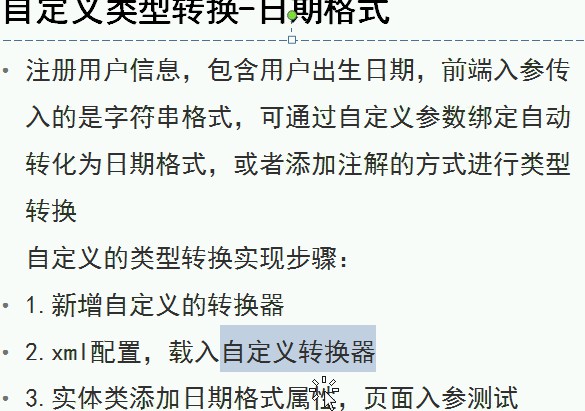 自定义类型转换-日期格式
• 注册用户信息，包含用户出生日期，前端入参传
入的是字符串格式，可通过自定义参数绑定自动
转化为日期格式，或者添加注解的方式进行类型
转换
自定义的类型转换实现步骤：
• 1.新增自定义的转换器
• 2.xml配置，载入自定义转换器
• 3.实体类添加日期格式属性，页面入参测试